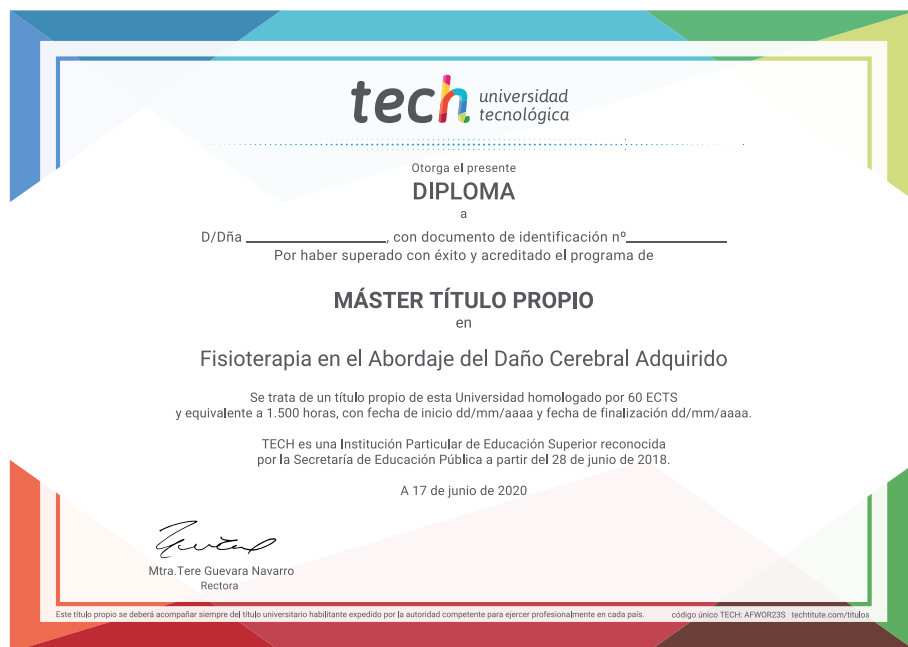 tech universidad
tecnológica
Otorga el presente
DIPLOMA
a
D/Dña ____________, con documento de identificación nº____________
Por haber superado con éxito y acreditado el programa de
MÁSTER TÍTULO PROPIO
en
Fisioterapia en el Abordaje del Daño Cerebral Adquirido
Se trata de un título propio de esta Universidad homologado por 60 ECTS
y equivalente a 1.500 horas, con fecha de inicio dd/mm/aaaa y fecha de finalización dd/mm/aaaa.
TECH es una Institución Particular de Educación Superior reconocida
por la Secretaría de Educación Pública a partir del 28 de junio de 2018.
A 17 de junio de 2020
Mtra.Tere Guevara Navarro
Rectora
Este título propio se deberá acompañar siempre del título universitario habilitante expedido por la autoridad competente para ejercer profesionalmente en cada país. código único TECH: AFWOR23S techtitute.com/titulos